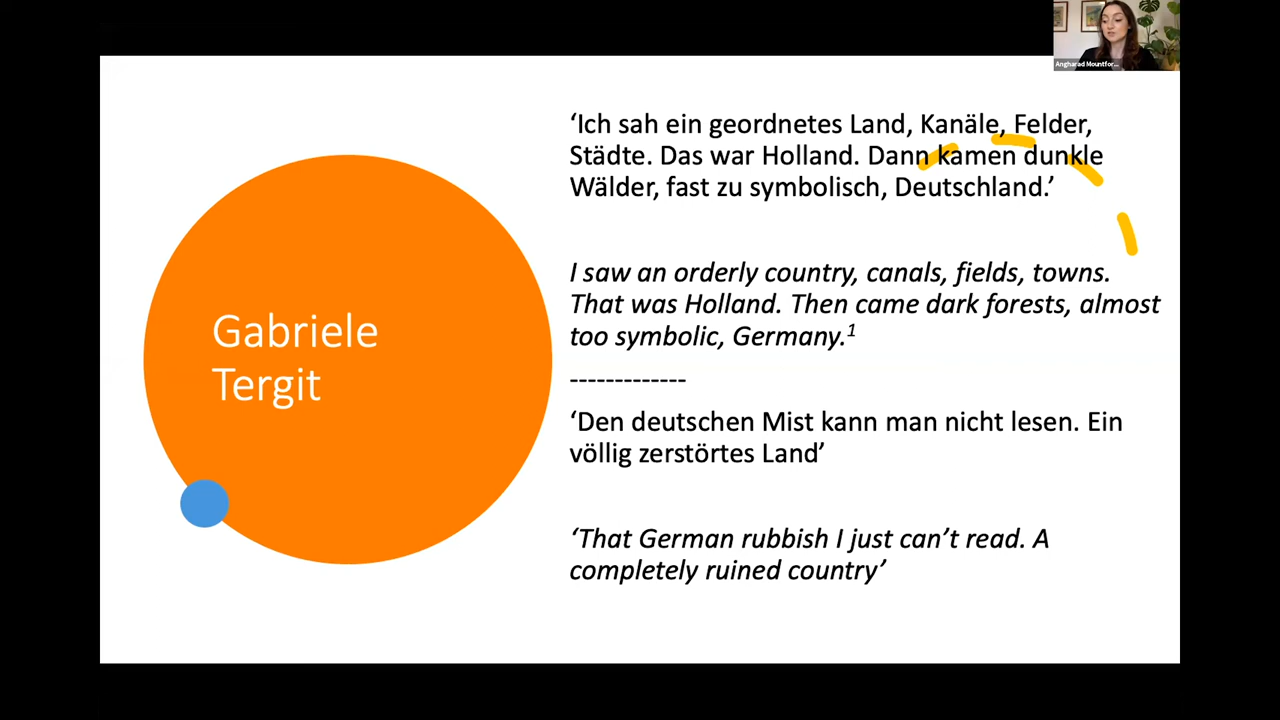 Angharad Mountfor...
Gabriele
Tergit
‘Ich sah ein geordnetes Land, Kanäle, Felder,
Städte. Das war Holland. Dann kamen dunkle
Wälder, fast zu symbolisch, Deutschland.’
I saw an orderly country, canals, fields, towns.
That was Holland. Then came dark forests, almost
too symbolic, Germany.¹
-------------
‘Den deutschen Mist kann man nicht lesen. Ein
völlig zerstörtes Land’
‘That German rubbish I just can’t read. A
completely ruined country’